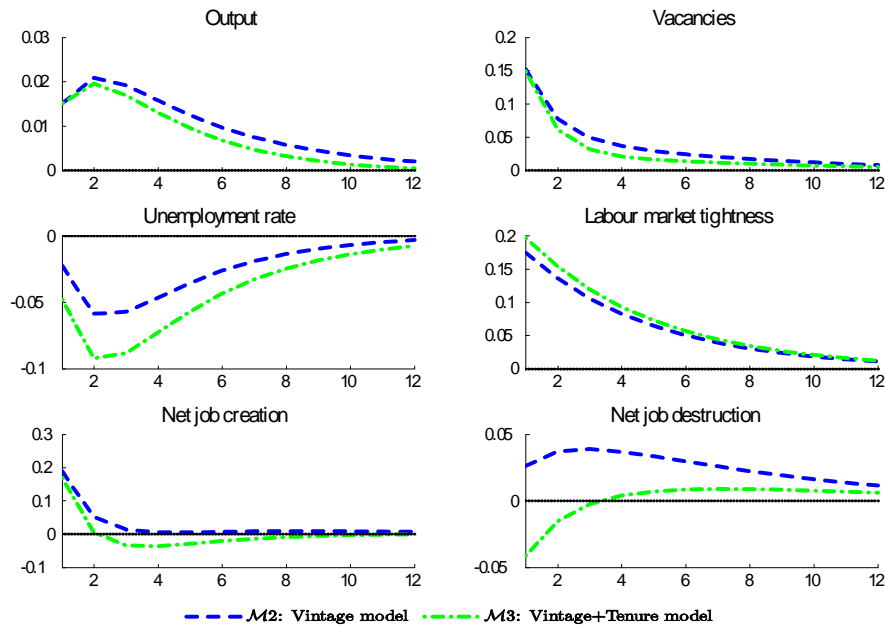 Output
0.03
0.02
0.01
0
2 4 6 8 10 12
Vacancies
0.2
0.15
0.1
0.05
0
2 4 6 8 10 12
Unemployment rate
0
-0.05
-0.1
2 4 6 8 10 12
Labour market tightness
0.2
0.15
0.1
0.05
0
2 4 6 8 10 12
Net job creation
0.3
0.2
0.1
0
-0.1
2 4 6 8 10 12
Net job destruction
0.05
0
-0.05
2 4 6 8 10 12
ℳ2: Vintage model
ℳ3: Vintage+Tenure model